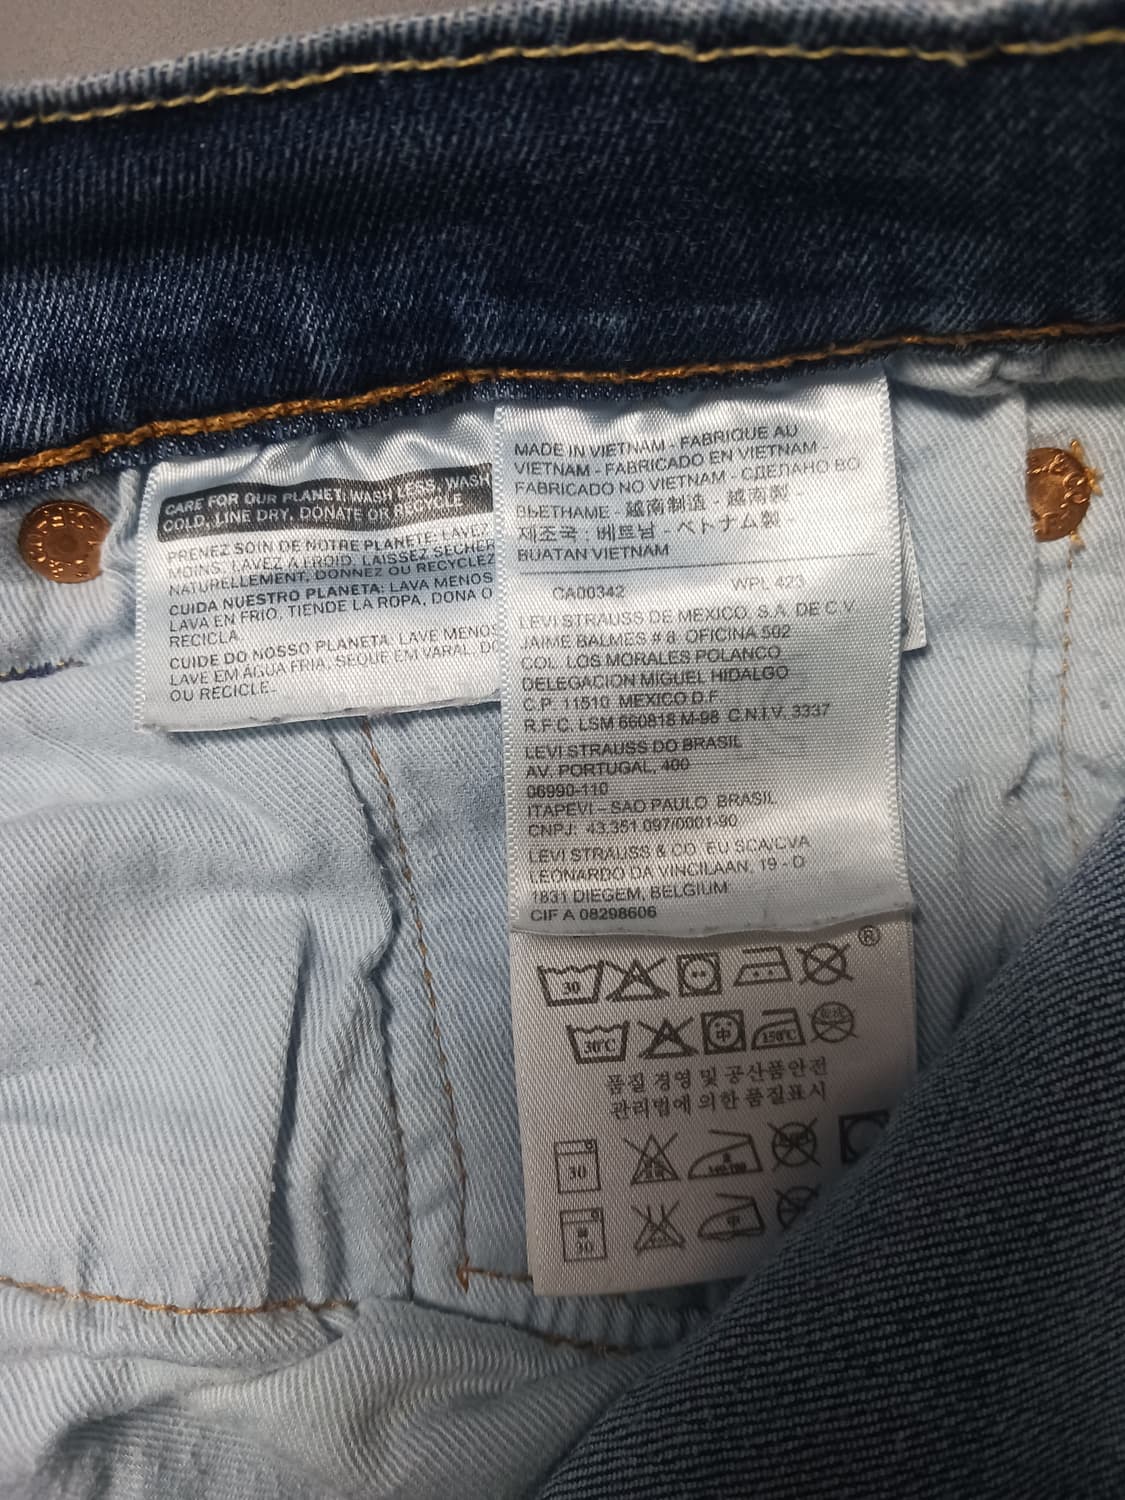 CARE FOR OUR PLANET: WASH LESS, WASH
COLD, LINE DRY, DONATE OR RECYCLE
PRENEZ SOIN DE NOTRE PLANETE: LAVEZ
MOINS, LAVEZ A FROID, LAISSEZ SECHER
NATURELLEMENT, DONNEZ OU RECYCLEZ
CUIDA NUESTRO PLANETA: LAVA MENOS
LAVA EN FRIO, TIENDE LA ROPA, DONA O
RECICLA
CUIDE DO NOSSO PLANETA. LAVE MENOS
LAVE EM ÁGUA FRIA, SEQUE EM VARAL, DO
OU RECICLE.
MADE IN VIETNAM - FABRIQUE AU
VIETNAM - FABRICADO EN VIETNAM -
FABRICADO NO VIETNAM - СДЕЛАНО ВО
ВЬЕТНАМЕ - 越南制造 - 越南製 -
제조국 : 베트남 - ベトナム製 -
BUATAN VIETNAM
CA00342 WPL 423
LEVI STRAUSS DE MEXICO, S.A. DE C.V.
JAIME BALMES # 8 OFICINA 502
COL. LOS MORALES POLANCO
DELEGACION MIGUEL HIDALGO
C.P. 11510 MEXICO D.F.
R.F.C. LSM 660818 M-98 C.N.I.V. 3337
LEVI STRAUSS DO BRASIL
AV. PORTUGAL, 400
06990-110
ITAPEVI - SAO PAULO BRASIL
CNPJ: 43.351.097/0001-90
LEVI STRAUSS & CO. EU SCA/CVA
LEONARDO DA VINCILAAN, 19 - D
1831 DIEGEM, BELGIUM
CIF A 08298606
®
30
30℃ 中 150℃
품질 경영 및 공산품안전
관리법에 의한 품질표시
30
30 中